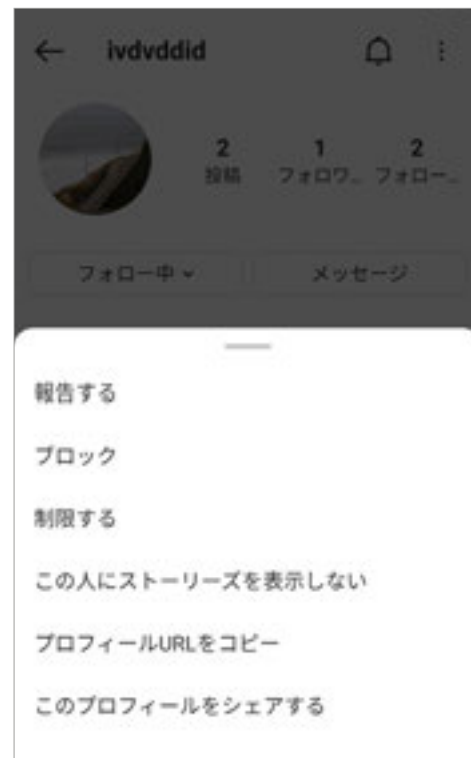 ivdvddid
2 1 2
投稿 フォロワ... フォロー...
フォロー中 メッセージ
報告する
ブロック
制限する
この人にストーリーズを表示しない
プロフィールURLをコピー
このプロフィールをシェアする